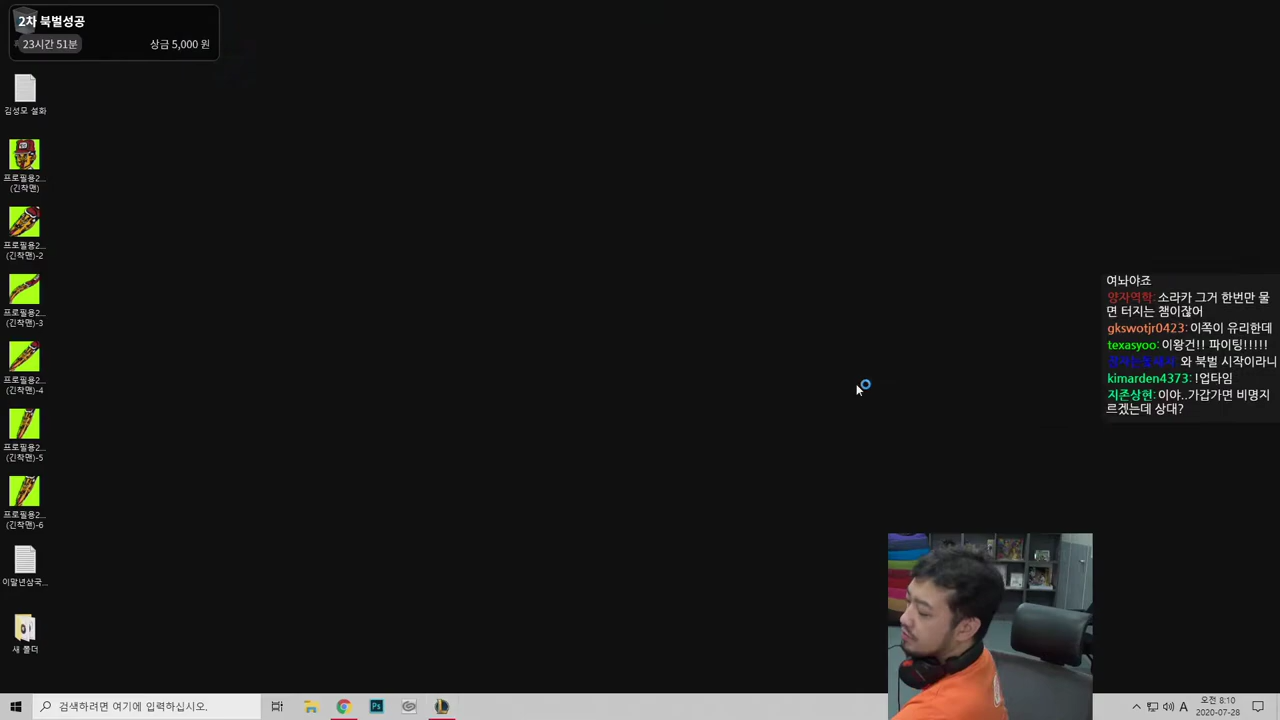 2차 북벌성공
23시간 51분
상금 5,000 원
김성모 설화
프로필용2...
(긴착맨)
프로필용2...
(긴착맨)-2
프로필용2...
(긴착맨)-3
프로필용2...
(긴착맨)-4
프로필용2...
(긴착맨)-5
프로필용2...
(긴착맨)-6
이말년삼국...
새 폴더
여놔야죠
양자역학: 소라카 그거 한번만 물
면 터지는 챔이잖어
gkswotjr0423: 이쪽이 유리한데
texasyoo: 이왕건!! 파이팅!!!!!
와 북벌 시작이라니
kimarden4373: !업타임
지존상현: 이야..가갑가면 비명지
르겠는데 상대?
검색하려면 여기에 입력하십시오.
Ps
A
오전 8:10
2020-07-28